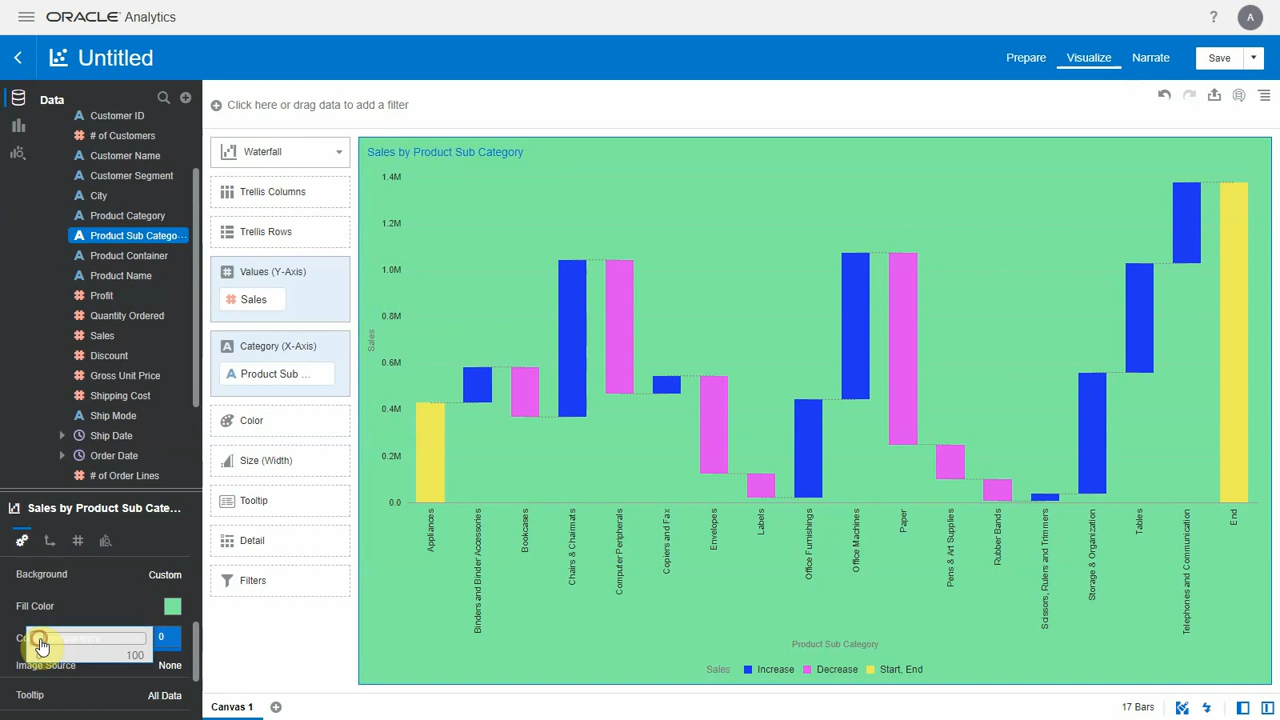 ORACLE Analytics
?
A
Untitled
Prepare
Visualize
Narrate
Save
Data
Customer ID
# of Customers
Customer Name
Customer Segment
City
Product Category
Product Sub Catego...
Product Container
Product Name
Profit
Quantity Ordered
Sales
Discount
Gross Unit Price
Shipping Cost
Ship Mode
Ship Date
Order Date
# of Order Lines
Sales by Product Sub Cate...
Background
Custom
Fill Color
0
100
Image Source
None
Tooltip
All Data
Click here or drag data to add a filter
Waterfall
Trellis Columns
Trellis Rows
Values (Y-Axis)
Sales
Category (X-Axis)
Product Sub ...
Color
Size (Width)
Tooltip
Detail
Filters
Sales by Product Sub Category
1.4M
1.2M
1.0M
0.8M
0.6M
0.4M
0.2M
0.0
Sales
Appliances
Binders and Binder Accessories
Bookcases
Chairs & Chairmats
Computer Peripherals
Copiers and Fax
Envelopes
Labels
Office Furnishings
Office Machines
Paper
Pens & Art Supplies
Rubber Bands
Scissors, Rulers and Trimmers
Storage & Organization
Tables
Telephones and Communication
End
Product Sub Category
Sales
Increase
Decrease
Start, End
Canvas 1
17 Bars